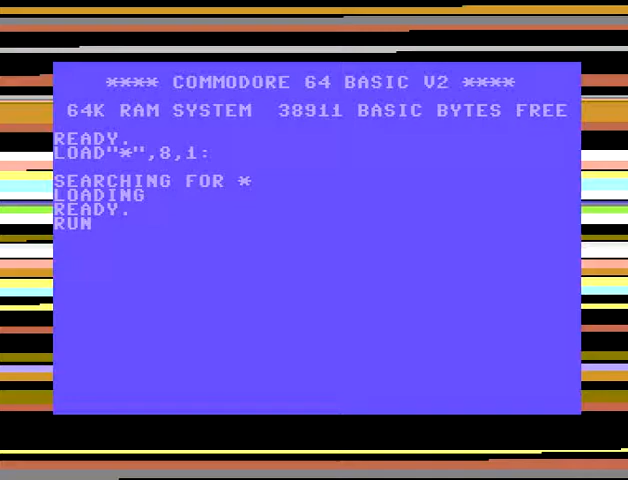 **** COMMODORE 64 BASIC V2 ****
64K RAM SYSTEM  38911 BASIC BYTES FREE
READY.
LOAD"*",8,1:
SEARCHING FOR *
LOADING
READY.
RUN